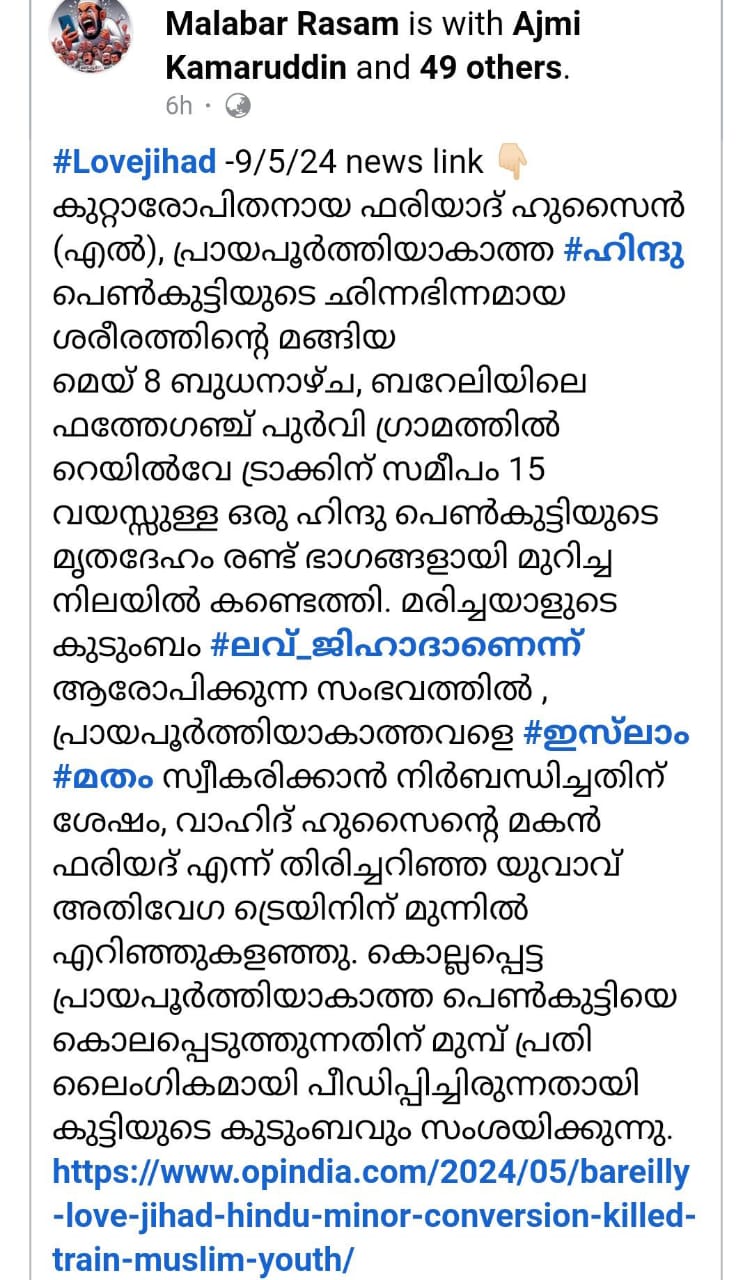 Malabar Rasam is with Ajmi
Kamaruddin and 49 others.
6h ·
#Lovejihad -9/5/24 news link 👇🏻
കുറ്റാരോപിതനായ ഫരിയാദ് ഹുസൈൻ
(എൽ), പ്രായപൂർത്തിയാകാത്ത #ഹിന്ദു
പെൺകുട്ടിയുടെ ഛിന്നഭിന്നമായ
ശരീരത്തിന്റെ മങ്ങിയ
മെയ് 8 ബുധനാഴ്ച, ബറേലിയിലെ
ഫത്തേഗഞ്ച് പുർവി ഗ്രാമത്തിൽ
റെയിൽവേ ട്രാക്കിന് സമീപം 15
വയസ്സുള്ള ഒരു ഹിന്ദു പെൺകുട്ടിയുടെ
മൃതദേഹം രണ്ട് ഭാഗങ്ങളായി മുറിച്ച
നിലയിൽ കണ്ടെത്തി. മരിച്ചയാളുടെ
കുടുംബം #ലവ്_ജിഹാദാണെന്ന്
ആരോപിക്കുന്ന സംഭവത്തിൽ ,
പ്രായപൂർത്തിയാകാത്തവളെ #ഇസ്‌ലാം
#മതം സ്വീകരിക്കാൻ നിർബന്ധിച്ചതിന്
ശേഷം, വാഹിദ് ഹുസൈന്റെ മകൻ
ഫരിയദ് എന്ന് തിരിച്ചറിഞ്ഞ യുവാവ്
അതിവേഗ ട്രെയിനിന് മുന്നിൽ
എറിഞ്ഞുകളഞ്ഞു. കൊല്ലപ്പെട്ട
പ്രായപൂർത്തിയാകാത്ത പെൺകുട്ടിയെ
കൊലപ്പെടുത്തുന്നതിന് മുമ്പ് പ്രതി
ലൈംഗികമായി പീഡിപ്പിച്ചിരുന്നതായി
കുട്ടിയുടെ കുടുംബവും സംശയിക്കുന്നു.
https://www.opindia.com/2024/05/bareilly
-love-jihad-hindu-minor-conversion-killed-
train-muslim-youth/